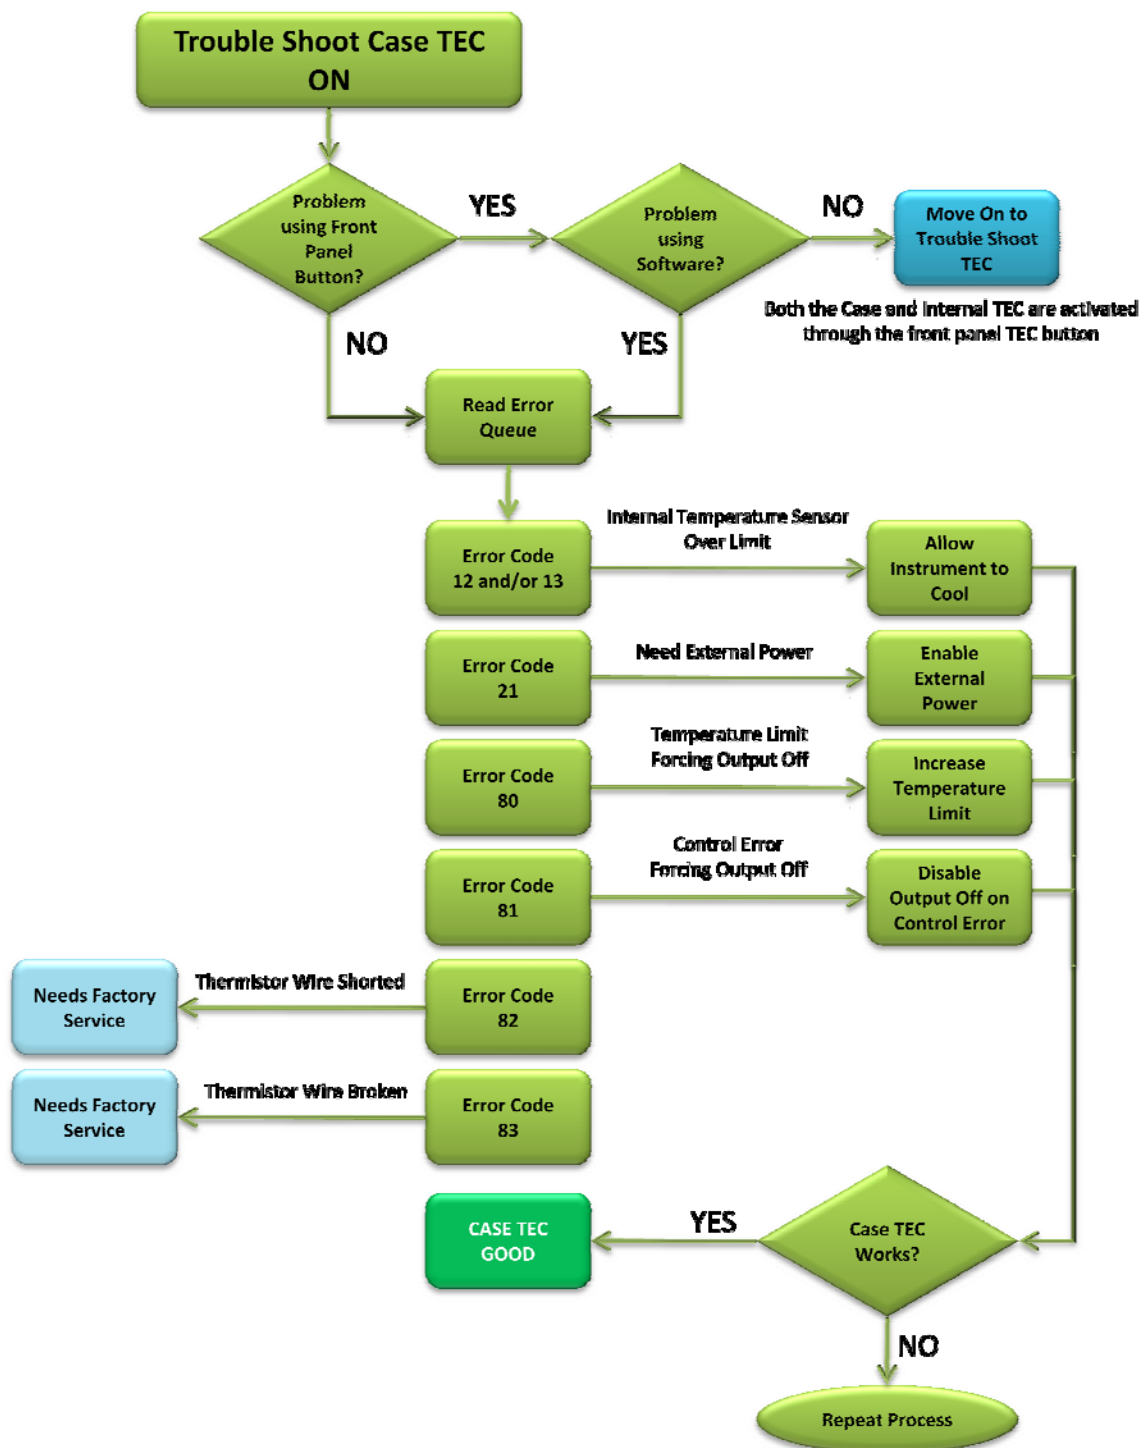 Trouble Shoot Case TEC
ON
Problem
using Front
Panel
Button?
YES
Problem
using
Software?
NO
Move On to
Trouble Shoot
TEC
Both the Case and Internal TEC are activated
through the front panel TEC button
NO
YES
Read Error
Queue
Error Code
12 and/or 13
Internal Temperature Sensor
Over Limit
Allow
Instrument to
Cool
Error Code
21
Need External Power
Enable
External
Power
Error Code
80
Temperature Limit
Forcing Output Off
Increase
Temperature
Limit
Error Code
81
Control Error
Forcing Output Off
Disable
Output Off on
Control Error
Needs Factory
Service
Thermistor Wire Shorted
Error Code
82
Needs Factory
Service
Thermistor Wire Broken
Error Code
83
CASE TEC
GOOD
YES
Case TEC
Works?
NO
Repeat Process